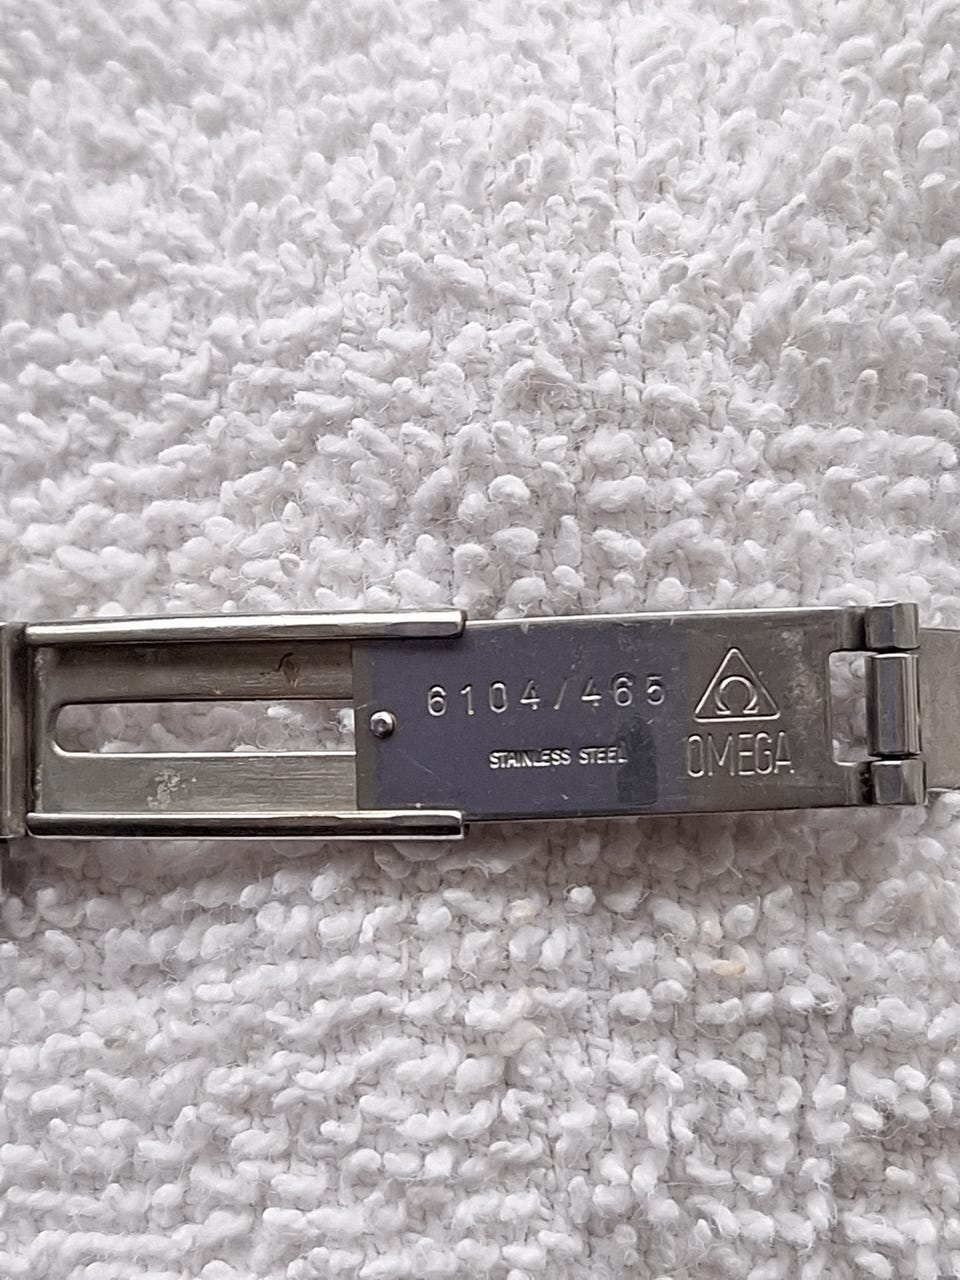 6104/465
STAINLESS STEEL
Ω
OMEGA